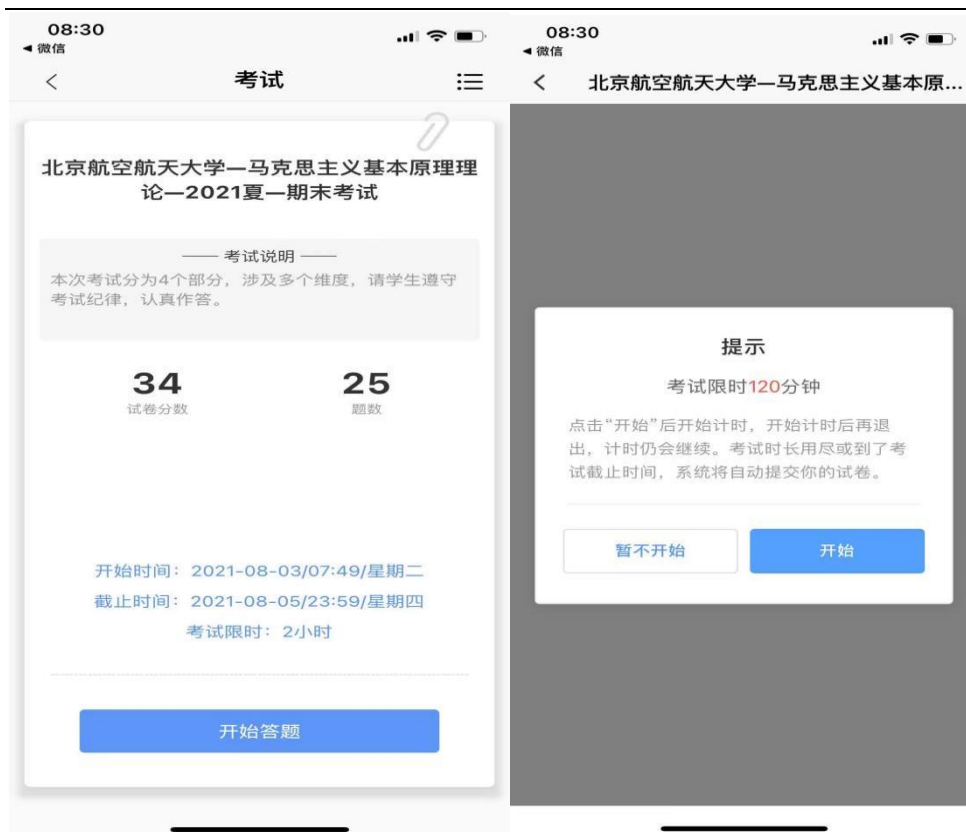 08:30
微信
考试
北京航空航天大学—马克思主义基本原理理
论—2021夏—期末考试
考试说明
本次考试分为4个部分，涉及多个维度，请学生遵守
考试纪律，认真作答。
34
试卷分数
25
题数
开始时间：2021-08-03/07:49/星期二
截止时间：2021-08-05/23:59/星期四
考试限时：2小时
开始答题
08:30
微信
北京航空航天大学—马克思主义基本原...
提示
考试限时120分钟
点击“开始”后开始计时，开始计时后再退
出，计时仍会继续。考试时长用尽或到了考
试截止时间，系统将自动提交你的试卷。
暂不开始
开始